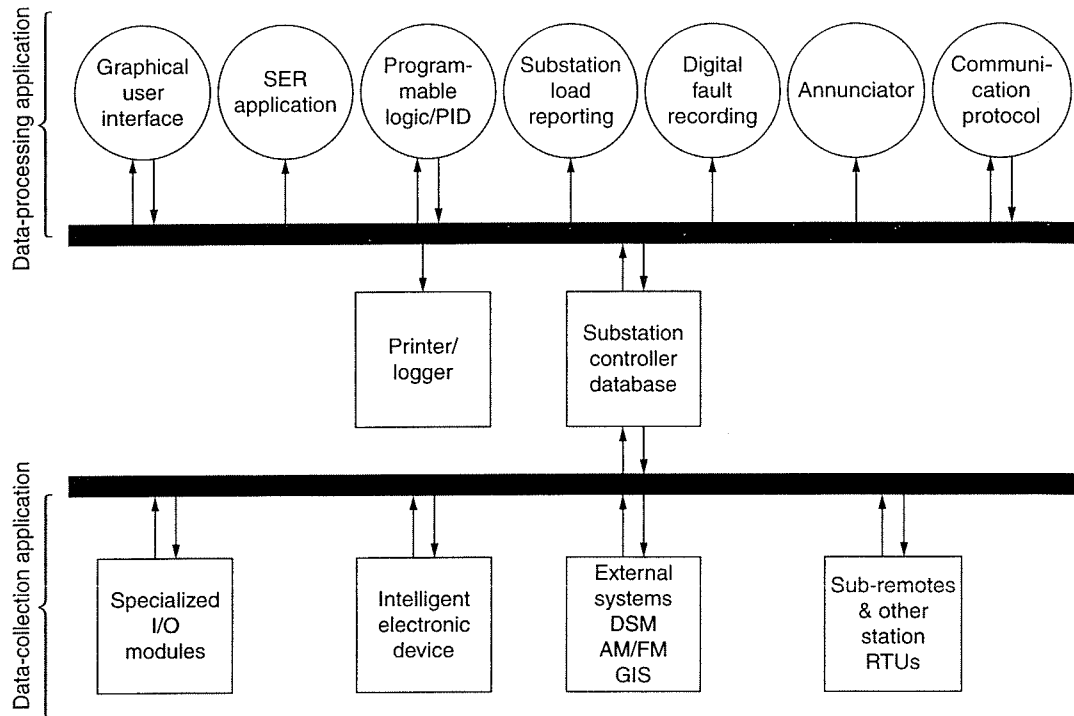 Data-processing application
Graphical
user
interface
SER
application
Program-
mable
logic/PID
Substation
load
reporting
Digital
fault
recording
Annunciator
Communi-
cation
protocol
Printer/
logger
Substation
controller
database
Data-collection application
Specialized
I/O
modules
Intelligent
electronic
device
External
systems
DSM
AM/FM
GIS
Sub-remotes
& other
station
RTUs